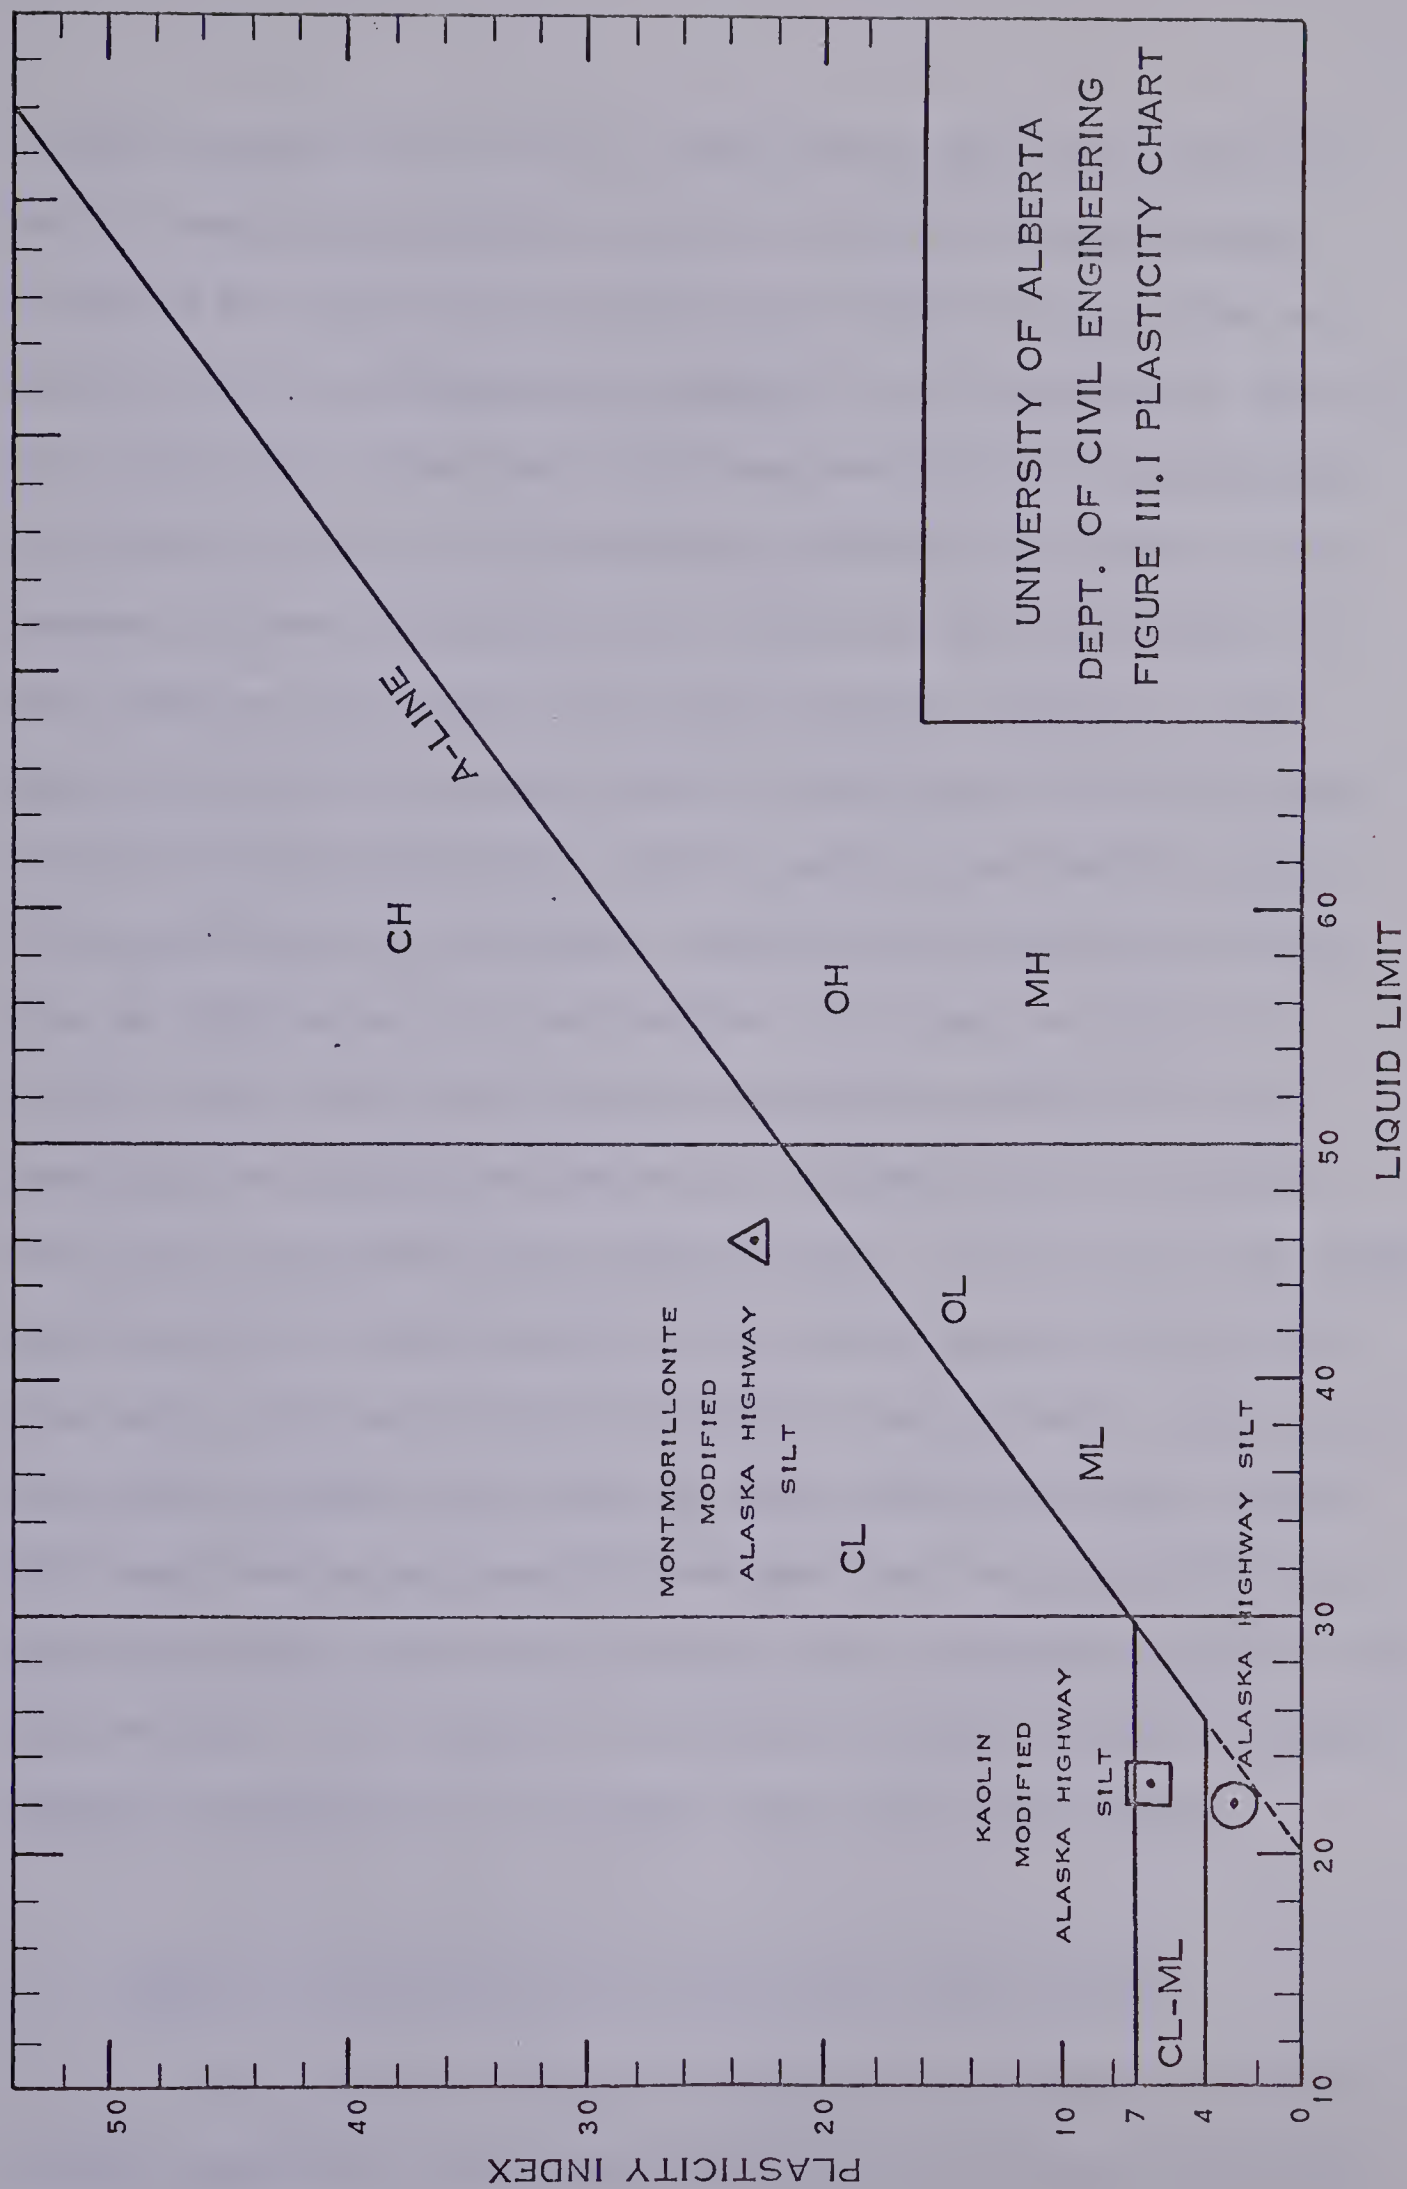 PLASTICITY INDEX
50
40
30
20
10
7
4
0
10
20
30
40
50
60
LIQUID LIMIT
A-LINE
CH
OH
MH
MONTMORILLONITE
MODIFIED
ALASKA HIGHWAY
SILT
CL
OL
ML
KAOLIN
MODIFIED
ALASKA HIGHWAY
SILT
CL-ML
ALASKA HIGHWAY SILT
UNIVERSITY OF ALBERTA
DEPT. OF CIVIL ENGINEERING
FIGURE III.I PLASTICITY CHART